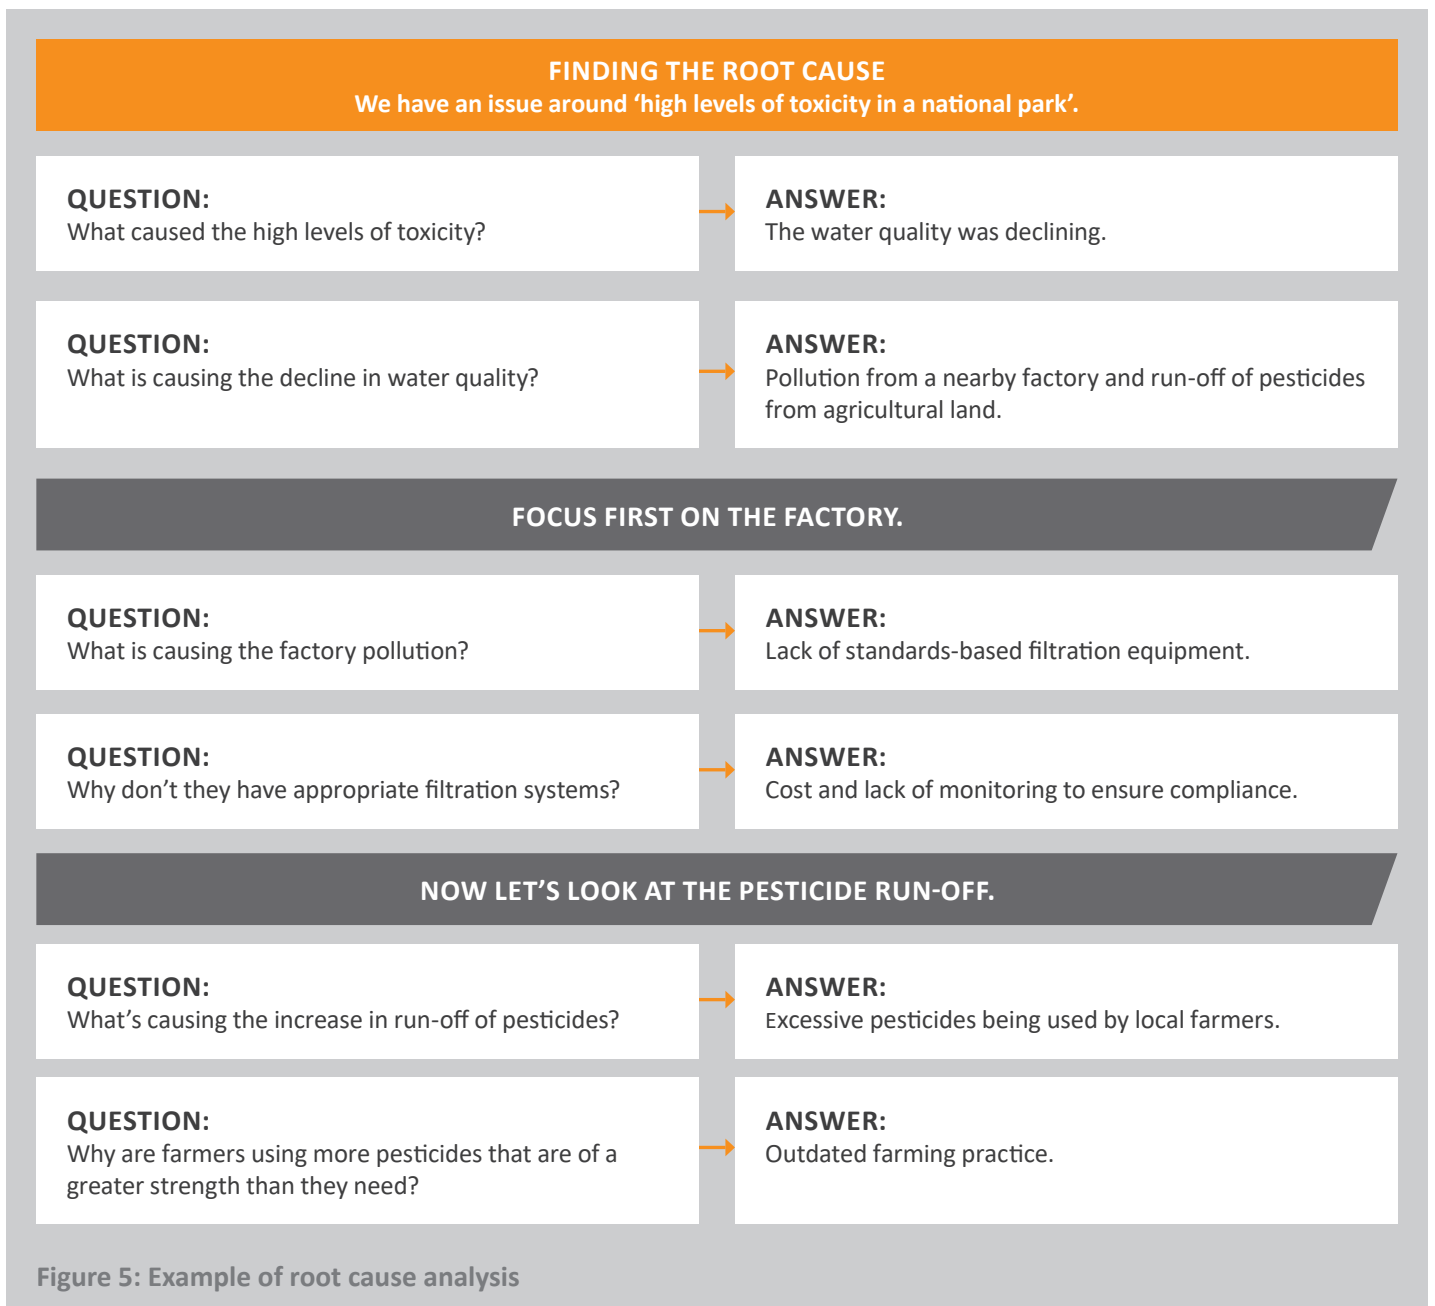 FINDING THE ROOT CAUSE
We have an issue around ‘high levels of toxicity in a national park’.
QUESTION:
What caused the high levels of toxicity?
ANSWER:
The water quality was declining.
QUESTION:
What is causing the decline in water quality?
ANSWER:
Pollution from a nearby factory and run-off of pesticides
from agricultural land.
FOCUS FIRST ON THE FACTORY.
QUESTION:
What is causing the factory pollution?
ANSWER:
Lack of standards-based filtration equipment.
QUESTION:
Why don’t they have appropriate filtration systems?
ANSWER:
Cost and lack of monitoring to ensure compliance.
NOW LET’S LOOK AT THE PESTICIDE RUN-OFF.
QUESTION:
What’s causing the increase in run-off of pesticides?
ANSWER:
Excessive pesticides being used by local farmers.
QUESTION:
Why are farmers using more pesticides that are of a
greater strength than they need?
ANSWER:
Outdated farming practice.
Figure 5: Example of root cause analysis